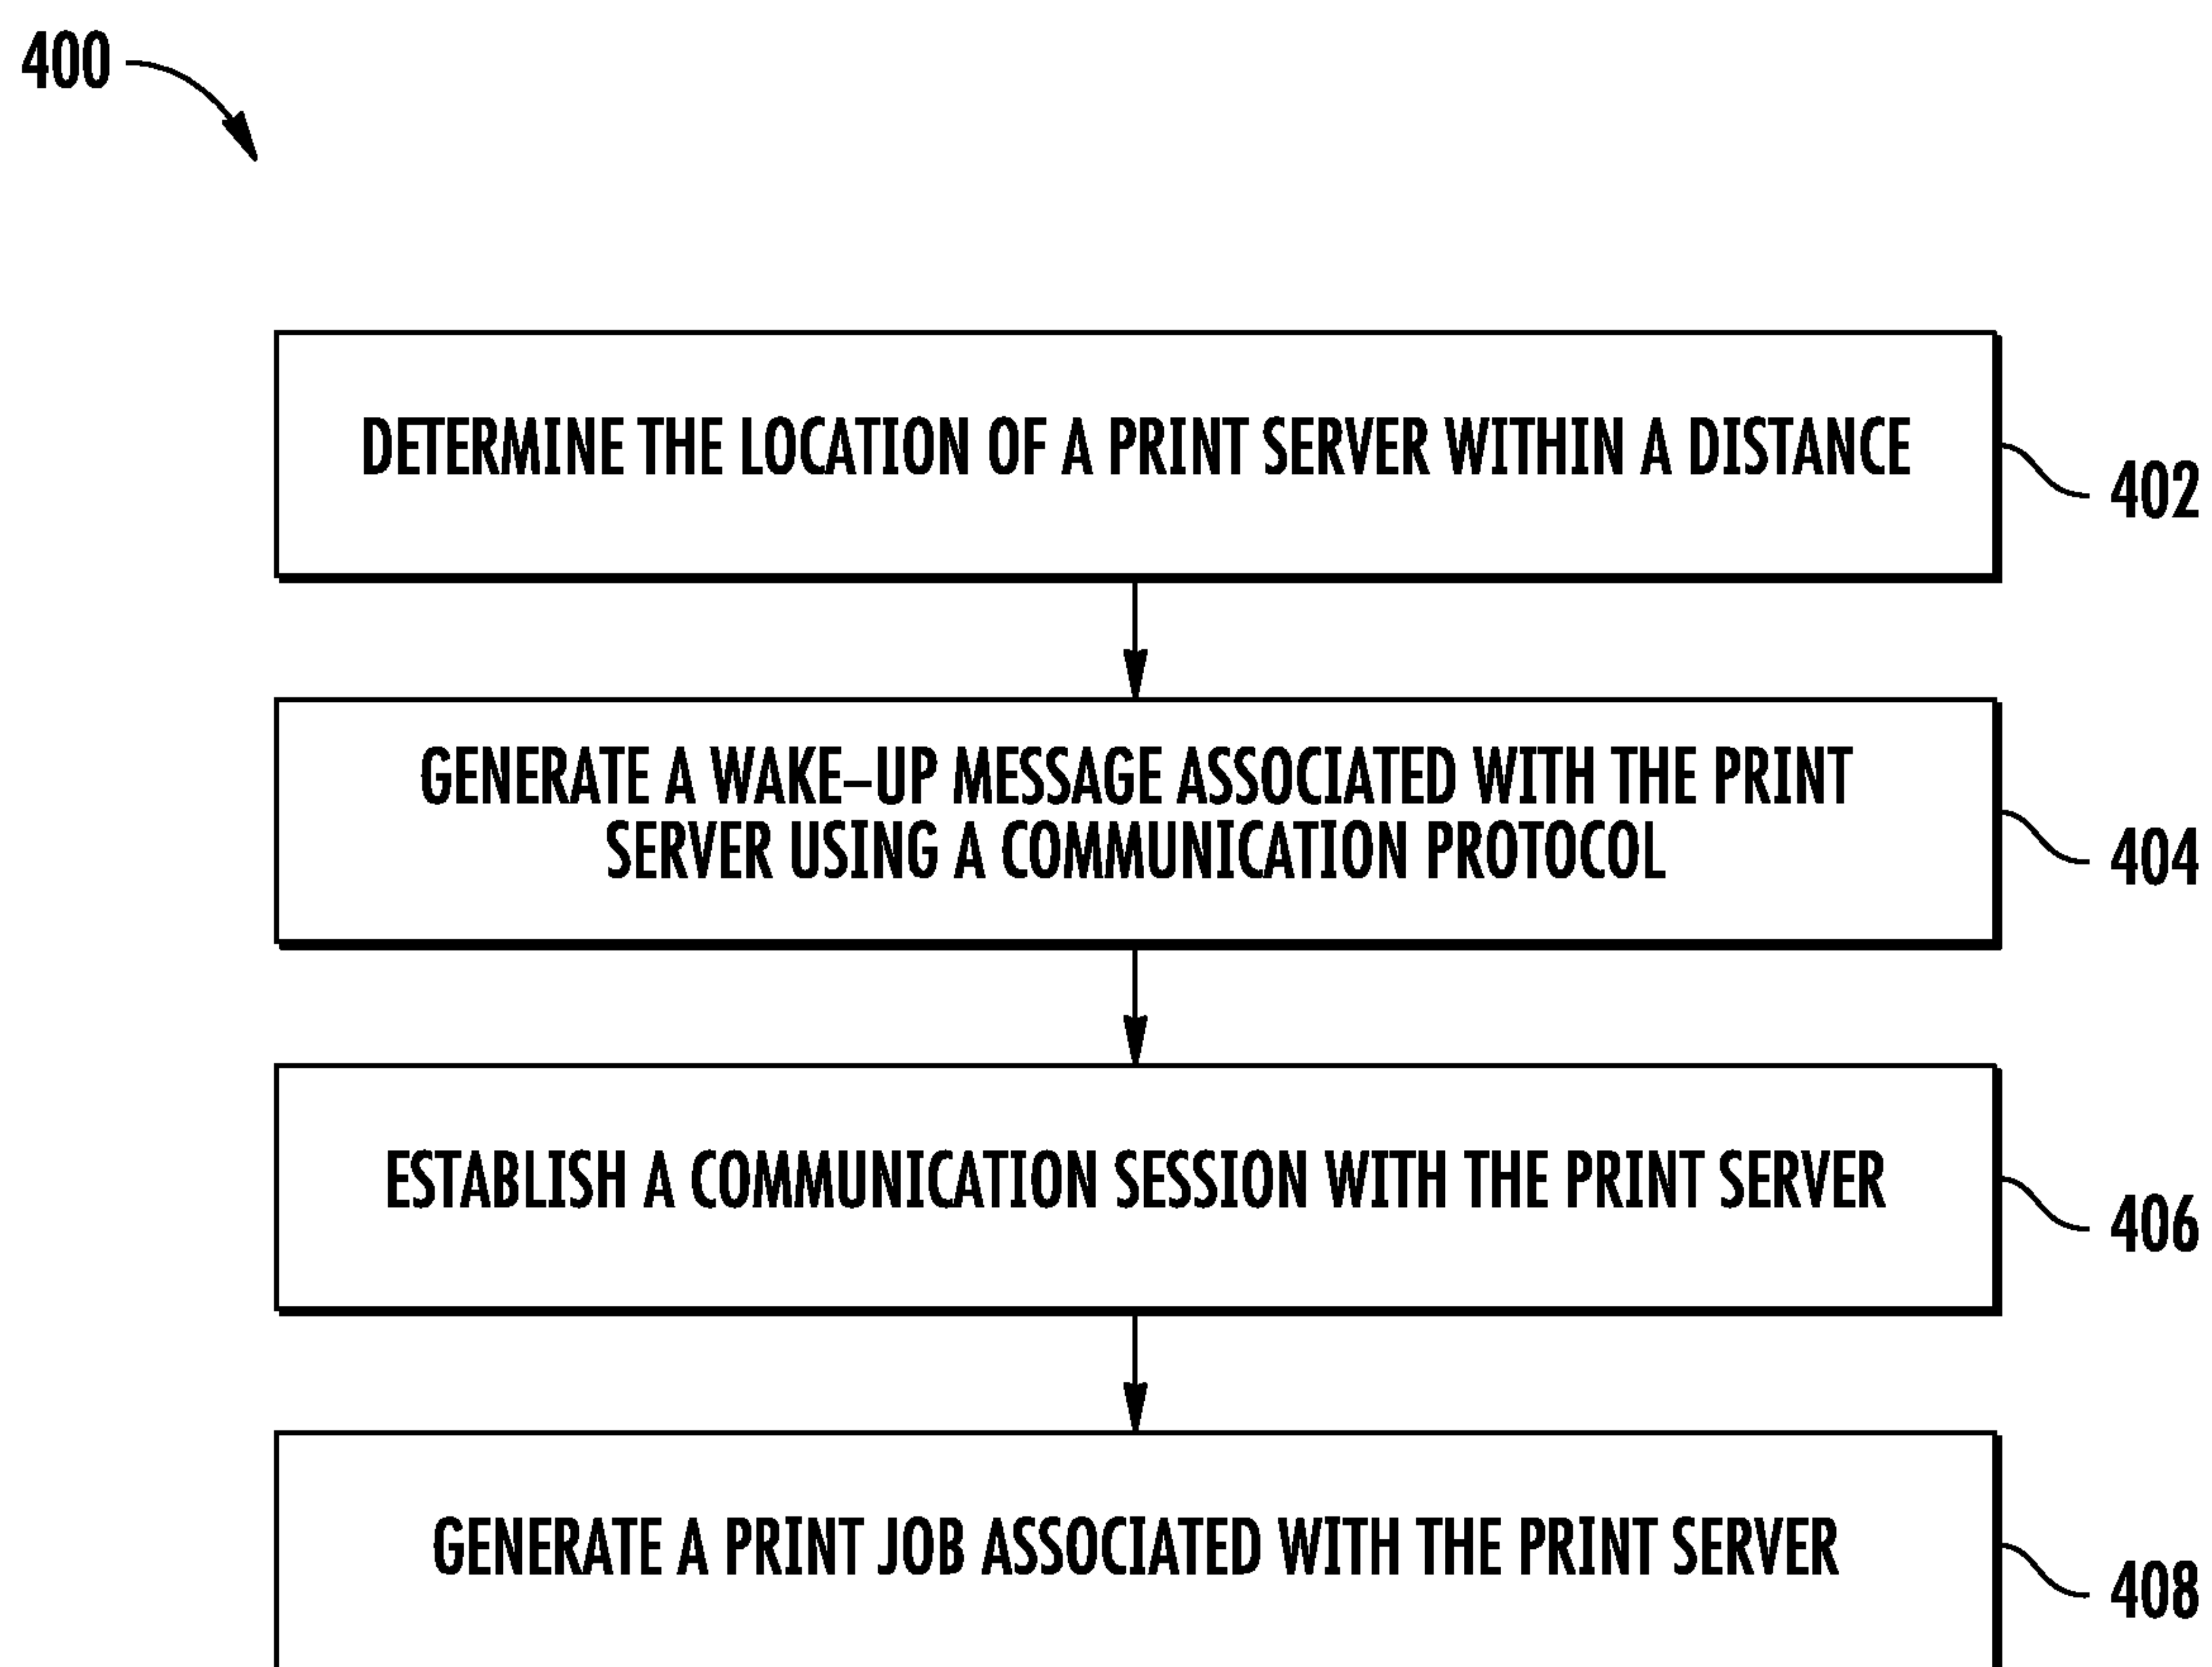 400
DETERMINE THE LOCATION OF A PRINT SERVER WITHIN A DISTANCE
402
GENERATE A WAKE–UP MESSAGE ASSOCIATED WITH THE PRINT
SERVER USING A COMMUNICATION PROTOCOL
404
ESTABLISH A COMMUNICATION SESSION WITH THE PRINT SERVER
406
GENERATE A PRINT JOB ASSOCIATED WITH THE PRINT SERVER
408